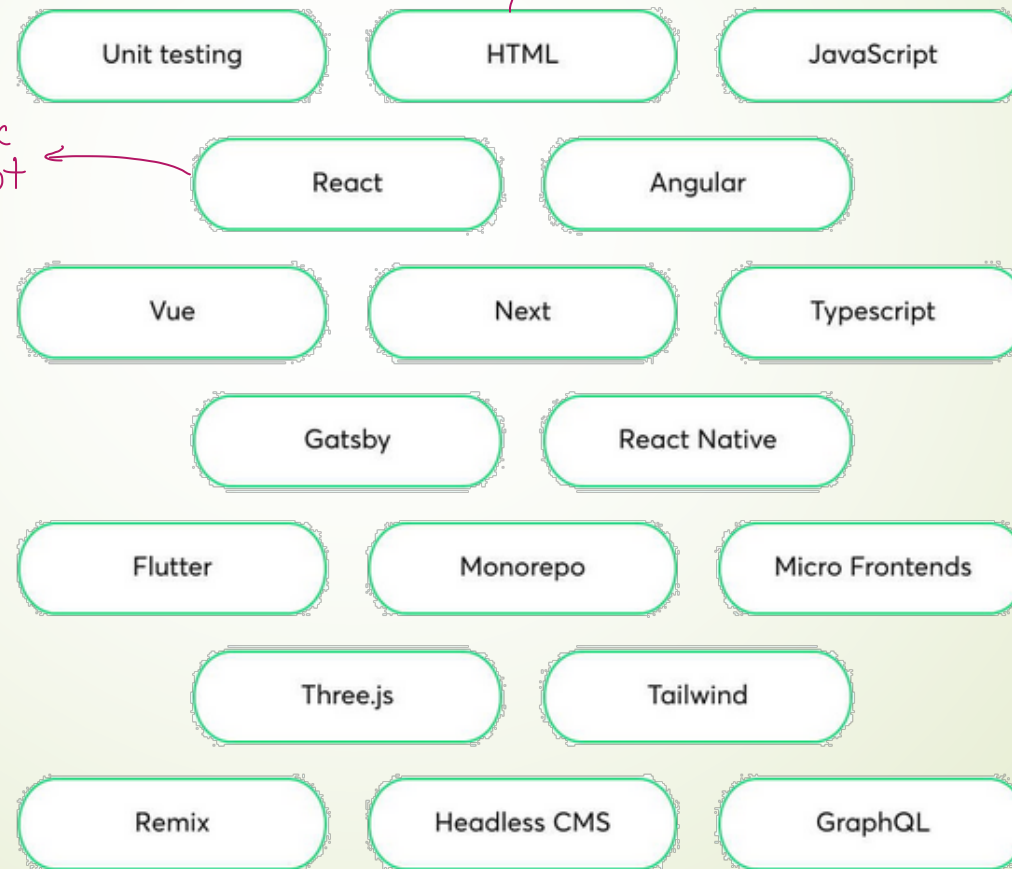 Unit testing HTML JavaScript
React Angular
Vue Next Typescript
Gatsby React Native
Flutter Monorepo Micro Frontends
Three.js Tailwind
Remix Headless CMS GraphQL